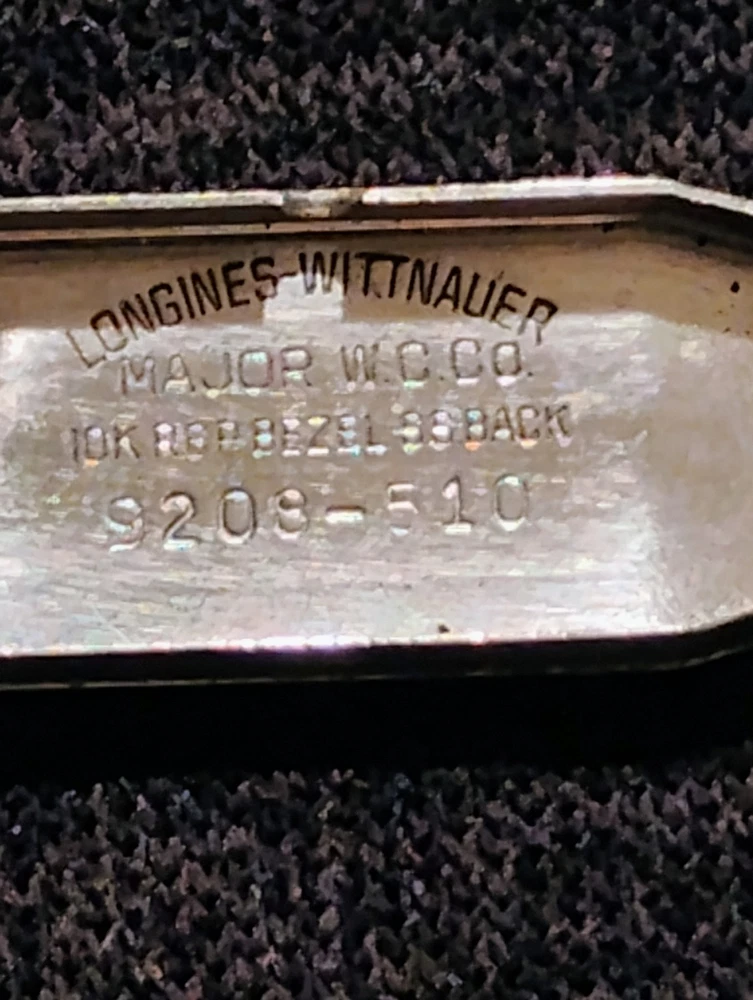 LONGINES-WITTNAUER
MAJOR W.C.CO.
10K RGP BEZEL SS BACK
9208-510